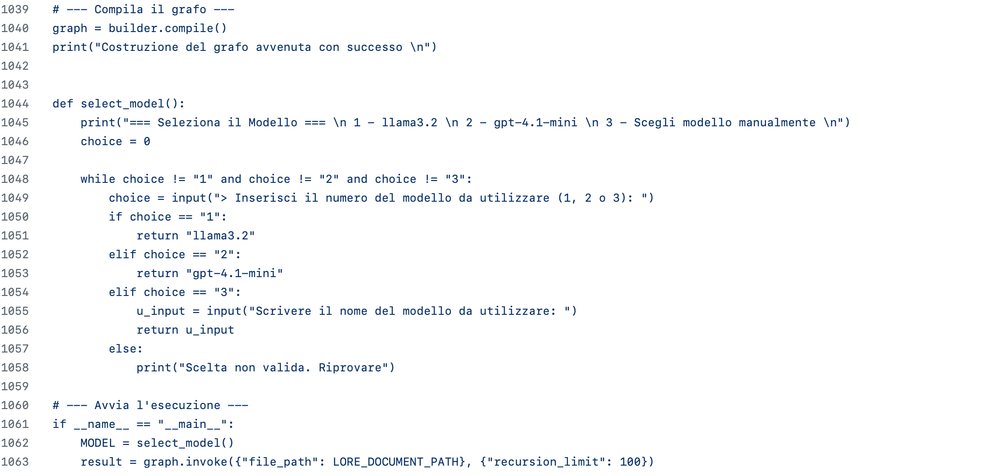 1039 # --- Compila il grafo ---
1040 graph = builder.compile()
1041 print("Costruzione del grafo avvenuta con successo \n")
1042
1043
1044 def select_model():
1045     print("=== Seleziona il Modello === \n 1 - llama3.2 \n 2 - gpt-4.1-mini \n 3 - Scegli modello manualmente \n")
1046     choice = 0
1047
1048     while choice != "1" and choice != "2" and choice != "3":
1049         choice = input("> Inserisci il numero del modello da utilizzare (1, 2 o 3): ")
1050         if choice == "1":
1051             return "llama3.2"
1052         elif choice == "2":
1053             return "gpt-4.1-mini"
1054         elif choice == "3":
1055             u_input = input("Scrivere il nome del modello da utilizzare: ")
1056             return u_input
1057         else:
1058             print("Scelta non valida. Riprovare")
1059
1060 # --- Avvia l'esecuzione ---
1061 if __name__ == "__main__":
1062     MODEL = select_model()
1063     result = graph.invoke({"file_path": LORE_DOCUMENT_PATH}, {"recursion_limit": 100})